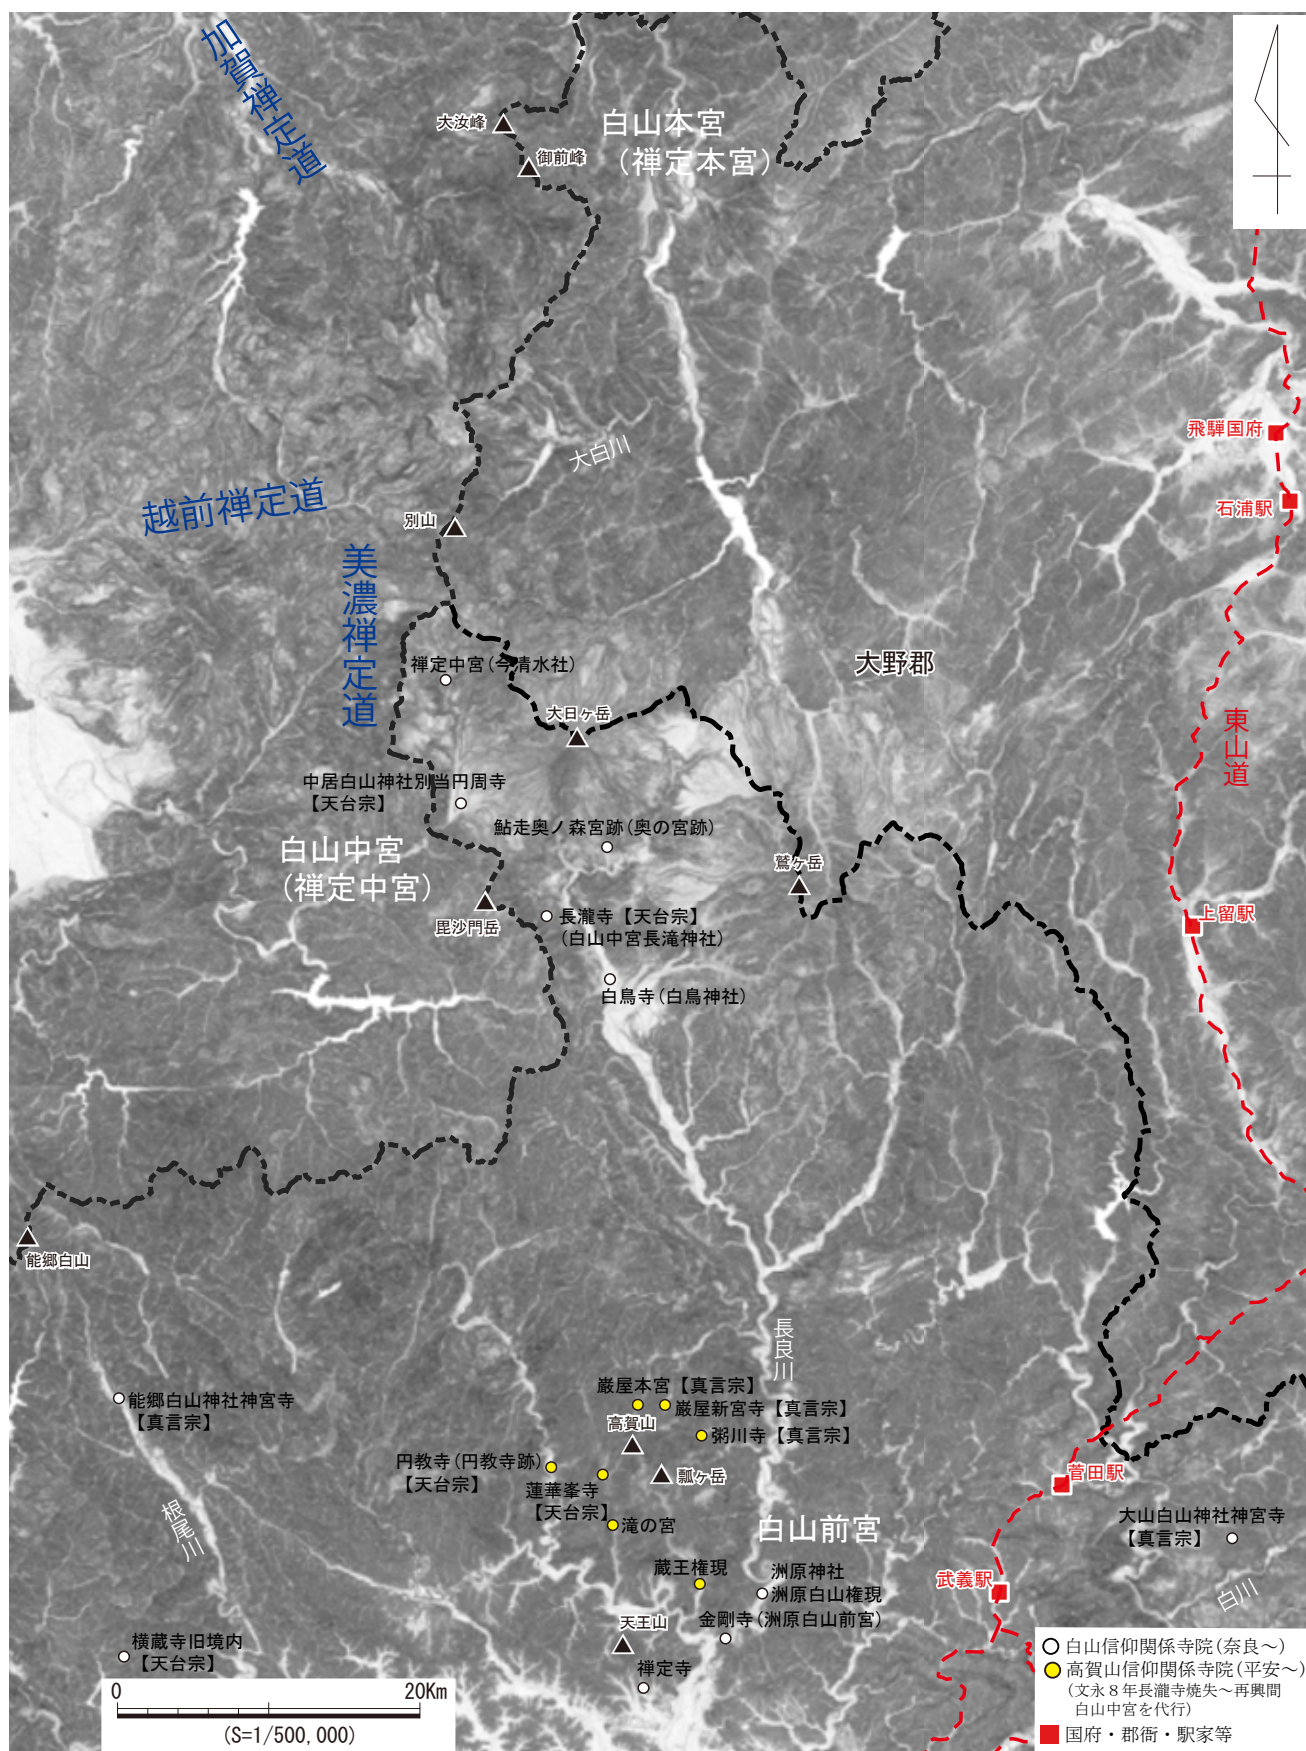 加賀禅定道
大汝峰
白山本宮
(禅定本宮)
御前峰
飛騨国府
大白川
石浦駅
越前禅定道
別山
美濃禅定道
禅定中宮(今清水社)
大野郡
大日ヶ岳
東山道
中居白山神社別当円周寺
【天台宗】
鮎走奥ノ森宮跡(奥の宮跡)
白山中宮
(禅定中宮)
鷲ヶ岳
毘沙門岳
長瀧寺【天台宗】
(白山中宮長滝神社)
上留駅
白鳥寺(白鳥神社)
能郷白山
長良川
巌屋本宮【真言宗】
能郷白山神社神宮寺
【真言宗】
巌屋新宮寺【真言宗】
高賀山
粥川寺【真言宗】
円教寺(円教寺跡)
【天台宗】
瓢ヶ岳
菅田駅
蓮華峯寺
【天台宗】
滝の宮
白山前宮
大山白山神社神宮寺
【真言宗】
根尾川
蔵王権現
洲原神社
洲原白山権現
武義駅
白川
天王山
金剛寺(洲原白山前宮)
横蔵寺旧境内
【天台宗】
禅定寺
0 20Km
(S=1/500,000)
白山信仰関係寺院(奈良～)
高賀山信仰関係寺院(平安～)
(文永８年長瀧寺焼失～再興間
白山中宮を代行)
国府・郡衙・駅家等